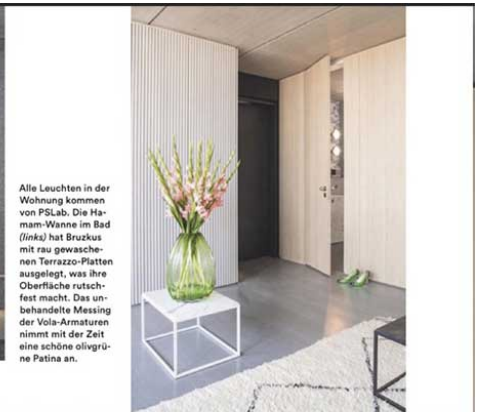 Alle Leuchten in der
Wohnung kommen
von PSLab. Die Ha-
mam-Wanne im Bad
(links) hat Bruzkus
mit rau gewasche-
nen Terrazzo-Platten
ausgelegt, was ihre
Oberfläche rutsch-
fest macht. Das un-
behandelte Messing
der Vola-Armaturen
nimmt mit der Zeit
eine schöne olivgrü-
ne Patina an.